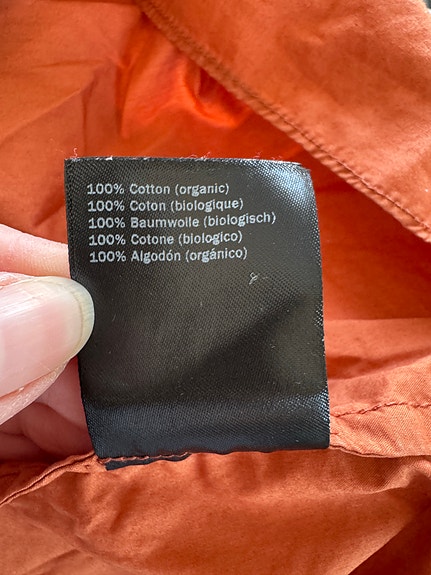 100% Cotton (organic)
100% Coton (biologique)
100% Baumwolle (biologisch)
100% Cotone (biologico)
100% Algodón (orgánico)